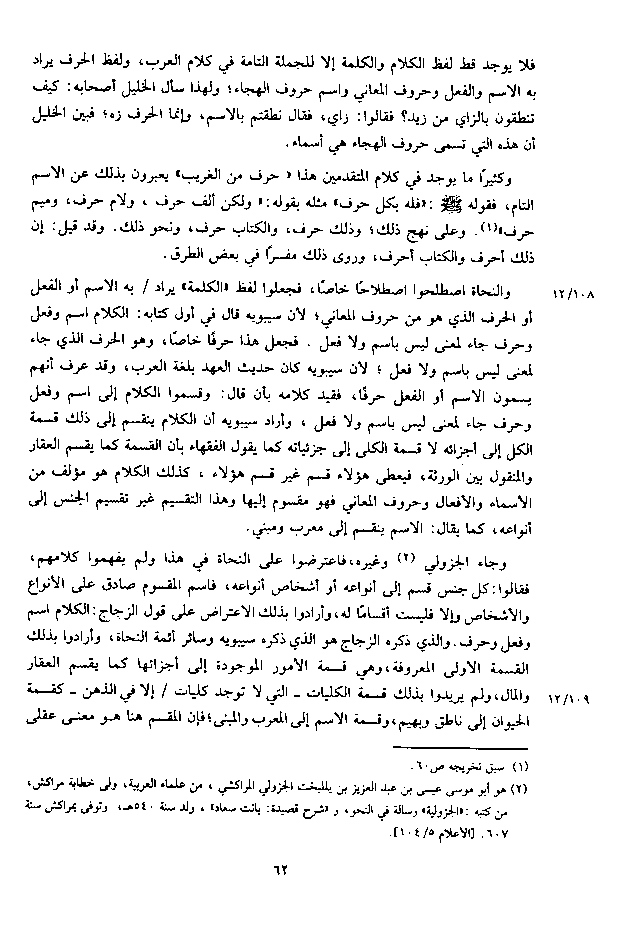 فلا يوجد قط لفظ الكلام والكلمة إلا للجملة التامة في كلام العرب، ولفظ الحرف يراد
به الاسم والفعل وحروف المعاني واسم حروف الهجاء؛ ولهذا سأل الخليل أصحابه: كيف
تنطقون بالزاي من زيد؟ فقالوا: زاي، فقال نطقتم بالاسم، وإنما الحرف زه؛ فبين الخليل
أن هذه التي تسمى حروف الهجاء هي أسماء.
وكثيرًا ما يوجد في كلام المتقدمين هذا «حرف من الغريب» يعبرون بذلك عن الاسم
التام، فقوله ﷺ: «فله بكل حرف» مثله بقوله: «ولكن ألف حرف، ولام حرف، وميم
حرف»(١). وعلى نهج ذلك؛ وذلك حرف، والكتاب حرف، ونحو ذلك. وقد قيل: إن
ذلك أحرف والكتاب أحرف، وروى ذلك مفسرًا في بعض الطرق.
١٢/١٠٨ والنحاة اصطلحوا اصطلاحًا خاصًا، فجعلوا لفظ «الكلمة» يراد / به الاسم أو الفعل
أو الحرف الذي هو من حروف المعاني؛ لأن سيبويه قال في أول كتابه: الكلام اسم وفعل
وحرف جاء لمعنى ليس باسم ولا فعل. فجعل هذا حرفًا خاصًا، وهو الحرف الذي جاء
لمعنى ليس باسم ولا فعل؛ لأن سيبويه كان حديث العهد بلغة العرب، وقد عرف أنهم
يسمون الاسم أو الفعل حرفًا، فقيد كلامه بأن قال: وقسموا الكلام إلى اسم وفعل
وحرف جاء لمعنى ليس باسم ولا فعل، وأراد سيبويه أن الكلام ينقسم إلى ذلك قسمة
الكل إلى أجزائه لا قسمة الكلى إلى جزئياته كما يقول الفقهاء بأن القسمة كما يقسم العقار
والمنقول بين الورثة، فيعطى هؤلاء قسم غير قسم هؤلاء، كذلك الكلام هو مؤلف من
الأسماء والأفعال وحروف المعاني فهو مقسوم إليها وهذا التقسيم غير تقسيم الجنس إلى
أنواعه، كما يقال: الاسم ينقسم إلى معرب ومبني.
وجاء الجزولي (٢) وغيره، فاعترضوا على النحاة في هذا ولم يفهموا كلامهم،
فقالوا: كل جنس قسم إلى أنواعه أو أشخاص أنواعه، فاسم المقسوم صادق على الأنواع
والأشخاص وإلا فليست أقسامًا له، وأرادوا بذلك الاعتراض على قول الزجاج: الكلام اسم
وفعل وحرف. والذي ذكره الزجاج هو الذي ذكره سيبويه وسائر أئمة النحاة، وأرادوا بذلك
القسمة الأولى المعروفة، وهي قسمة الأمور الموجودة إلى أجزائها كما يقسم العقار
١٢/١٠٩ والمال، ولم يريدوا بذلك قسمة الكليات ـ التي لا توجد كليات / إلا في الذهن ـ كقسمة
الحيوان إلى ناطق وبهيم، وقسمة الاسم إلى المعرب والمبنى؛ فإن المقسم هنا هو معنى عقلى
(١) سبق تخريجه ص ٦٠.
(٢) هو أبو موسى عيسى بن عبد العزيز بن يللبخت الجزولي المراكشي، من علماء العربية، ولى خطابة مراكش،
من كتبه: «الجزولية» رسالة في النحو، و «شرح قصيدة: بانت سعاد»، ولد سنة ٥٤٠هـ، وتوفى بمراكش سنة
٦٠٧. [الأعلام ٥/١٠٤].
٦٢